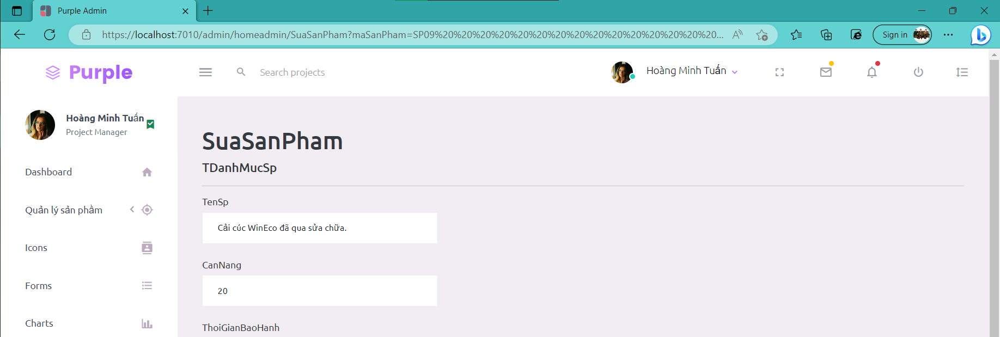 Purple Admin
https://localhost:7010/admin/homeadmin/SuaSanPham?maSanPham=SP09%20%20%20%20%20%20%20%20%20%20%20%20%20%20%20...
Sign in
Purple
Search projects
Hoàng Minh Tuấn
Hoàng Minh Tuấn
Project Manager
Dashboard
Quản lý sản phẩm
Icons
Forms
Charts
SuaSanPham
TDanhMucSp
TenSp
Cải cúc WinEco đã qua sửa chữa.
CanNang
20
ThoiGianBaoHanh